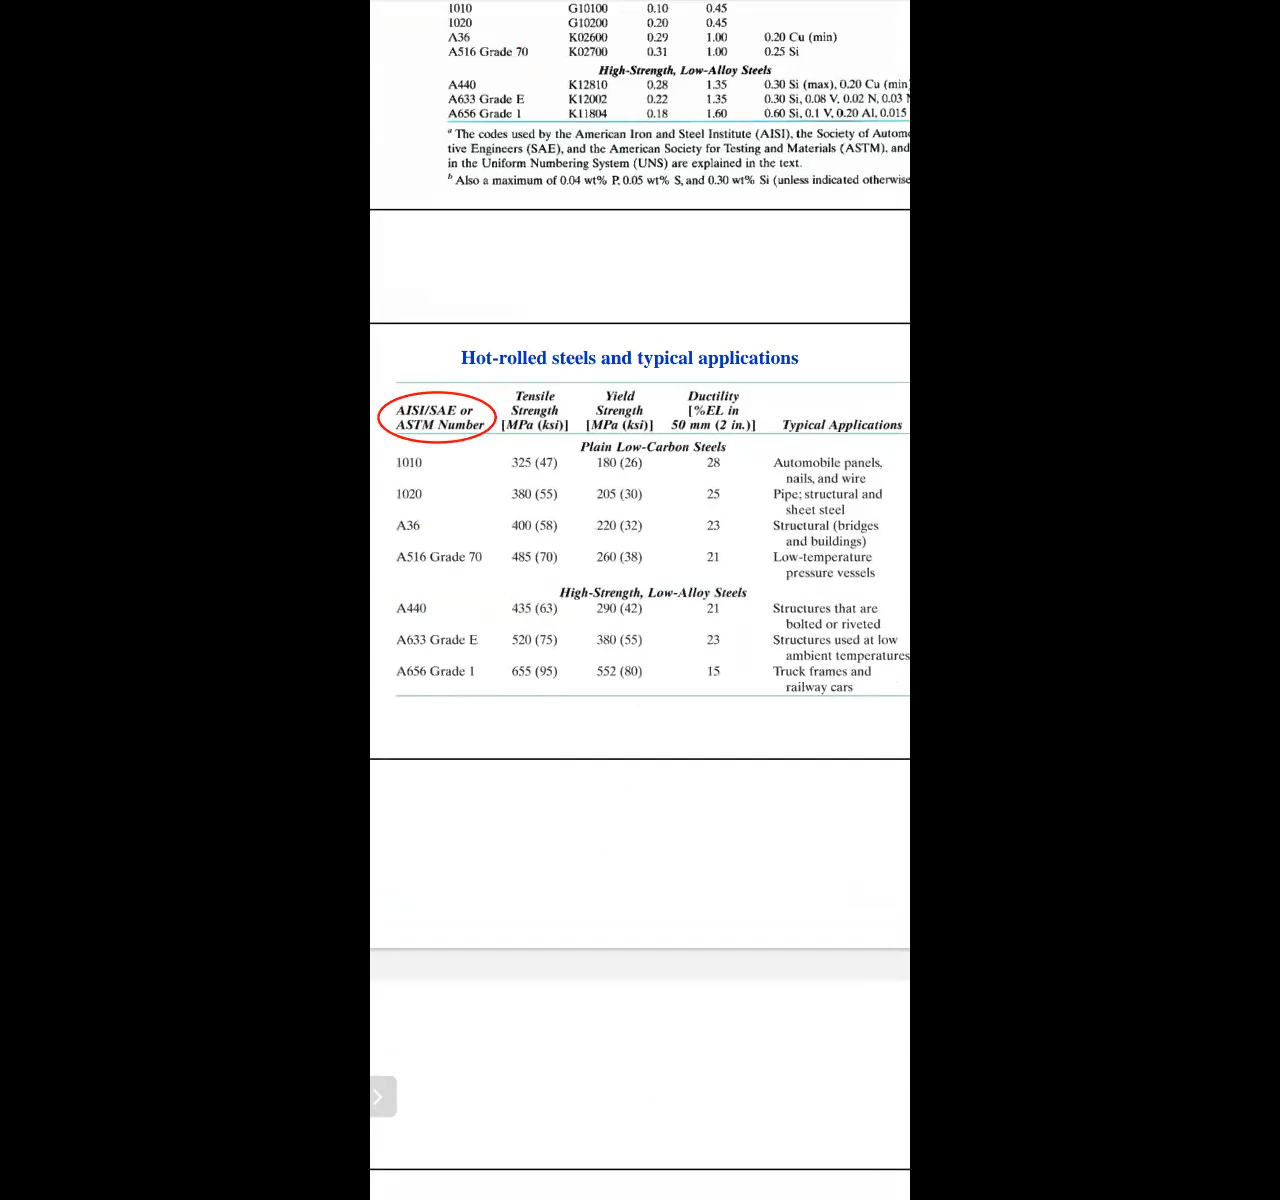 1010 G10100 0.10 0.45
1020 G10200 0.20 0.45
A36 K02600 0.29 1.00 0.20 Cu (min)
A516 Grade 70 K02700 0.31 1.00 0.25 Si
High-Strength, Low-Alloy Steels
A440 K12810 0.28 1.35 0.30 Si (max), 0.20 Cu (min
A633 Grade E K12002 0.22 1.35 0.30 Si, 0.08 V, 0.02 N, 0.03
A656 Grade 1 K11804 0.18 1.60 0.60 Si, 0.1 V, 0.20 Al, 0.015
a The codes used by the American Iron and Steel Institute (AISI), the Society of Automo
tive Engineers (SAE), and the American Society for Testing and Materials (ASTM), and
in the Uniform Numbering System (UNS) are explained in the text.
b Also a maximum of 0.04 wt% P, 0.05 wt% S, and 0.30 wt% Si (unless indicated otherwise
Hot-rolled steels and typical applications
Tensile Yield Ductility
AISI/SAE or Strength Strength [%EL in
ASTM Number [MPa (ksi)] [MPa (ksi)] 50 mm (2 in.)] Typical Applications
Plain Low-Carbon Steels
1010 325 (47) 180 (26) 28 Automobile panels,
nails, and wire
1020 380 (55) 205 (30) 25 Pipe; structural and
sheet steel
A36 400 (58) 220 (32) 23 Structural (bridges
and buildings)
A516 Grade 70 485 (70) 260 (38) 21 Low-temperature
pressure vessels
High-Strength, Low-Alloy Steels
A440 435 (63) 290 (42) 21 Structures that are
bolted or riveted
A633 Grade E 520 (75) 380 (55) 23 Structures used at low
ambient temperatures
A656 Grade 1 655 (95) 552 (80) 15 Truck frames and
railway cars